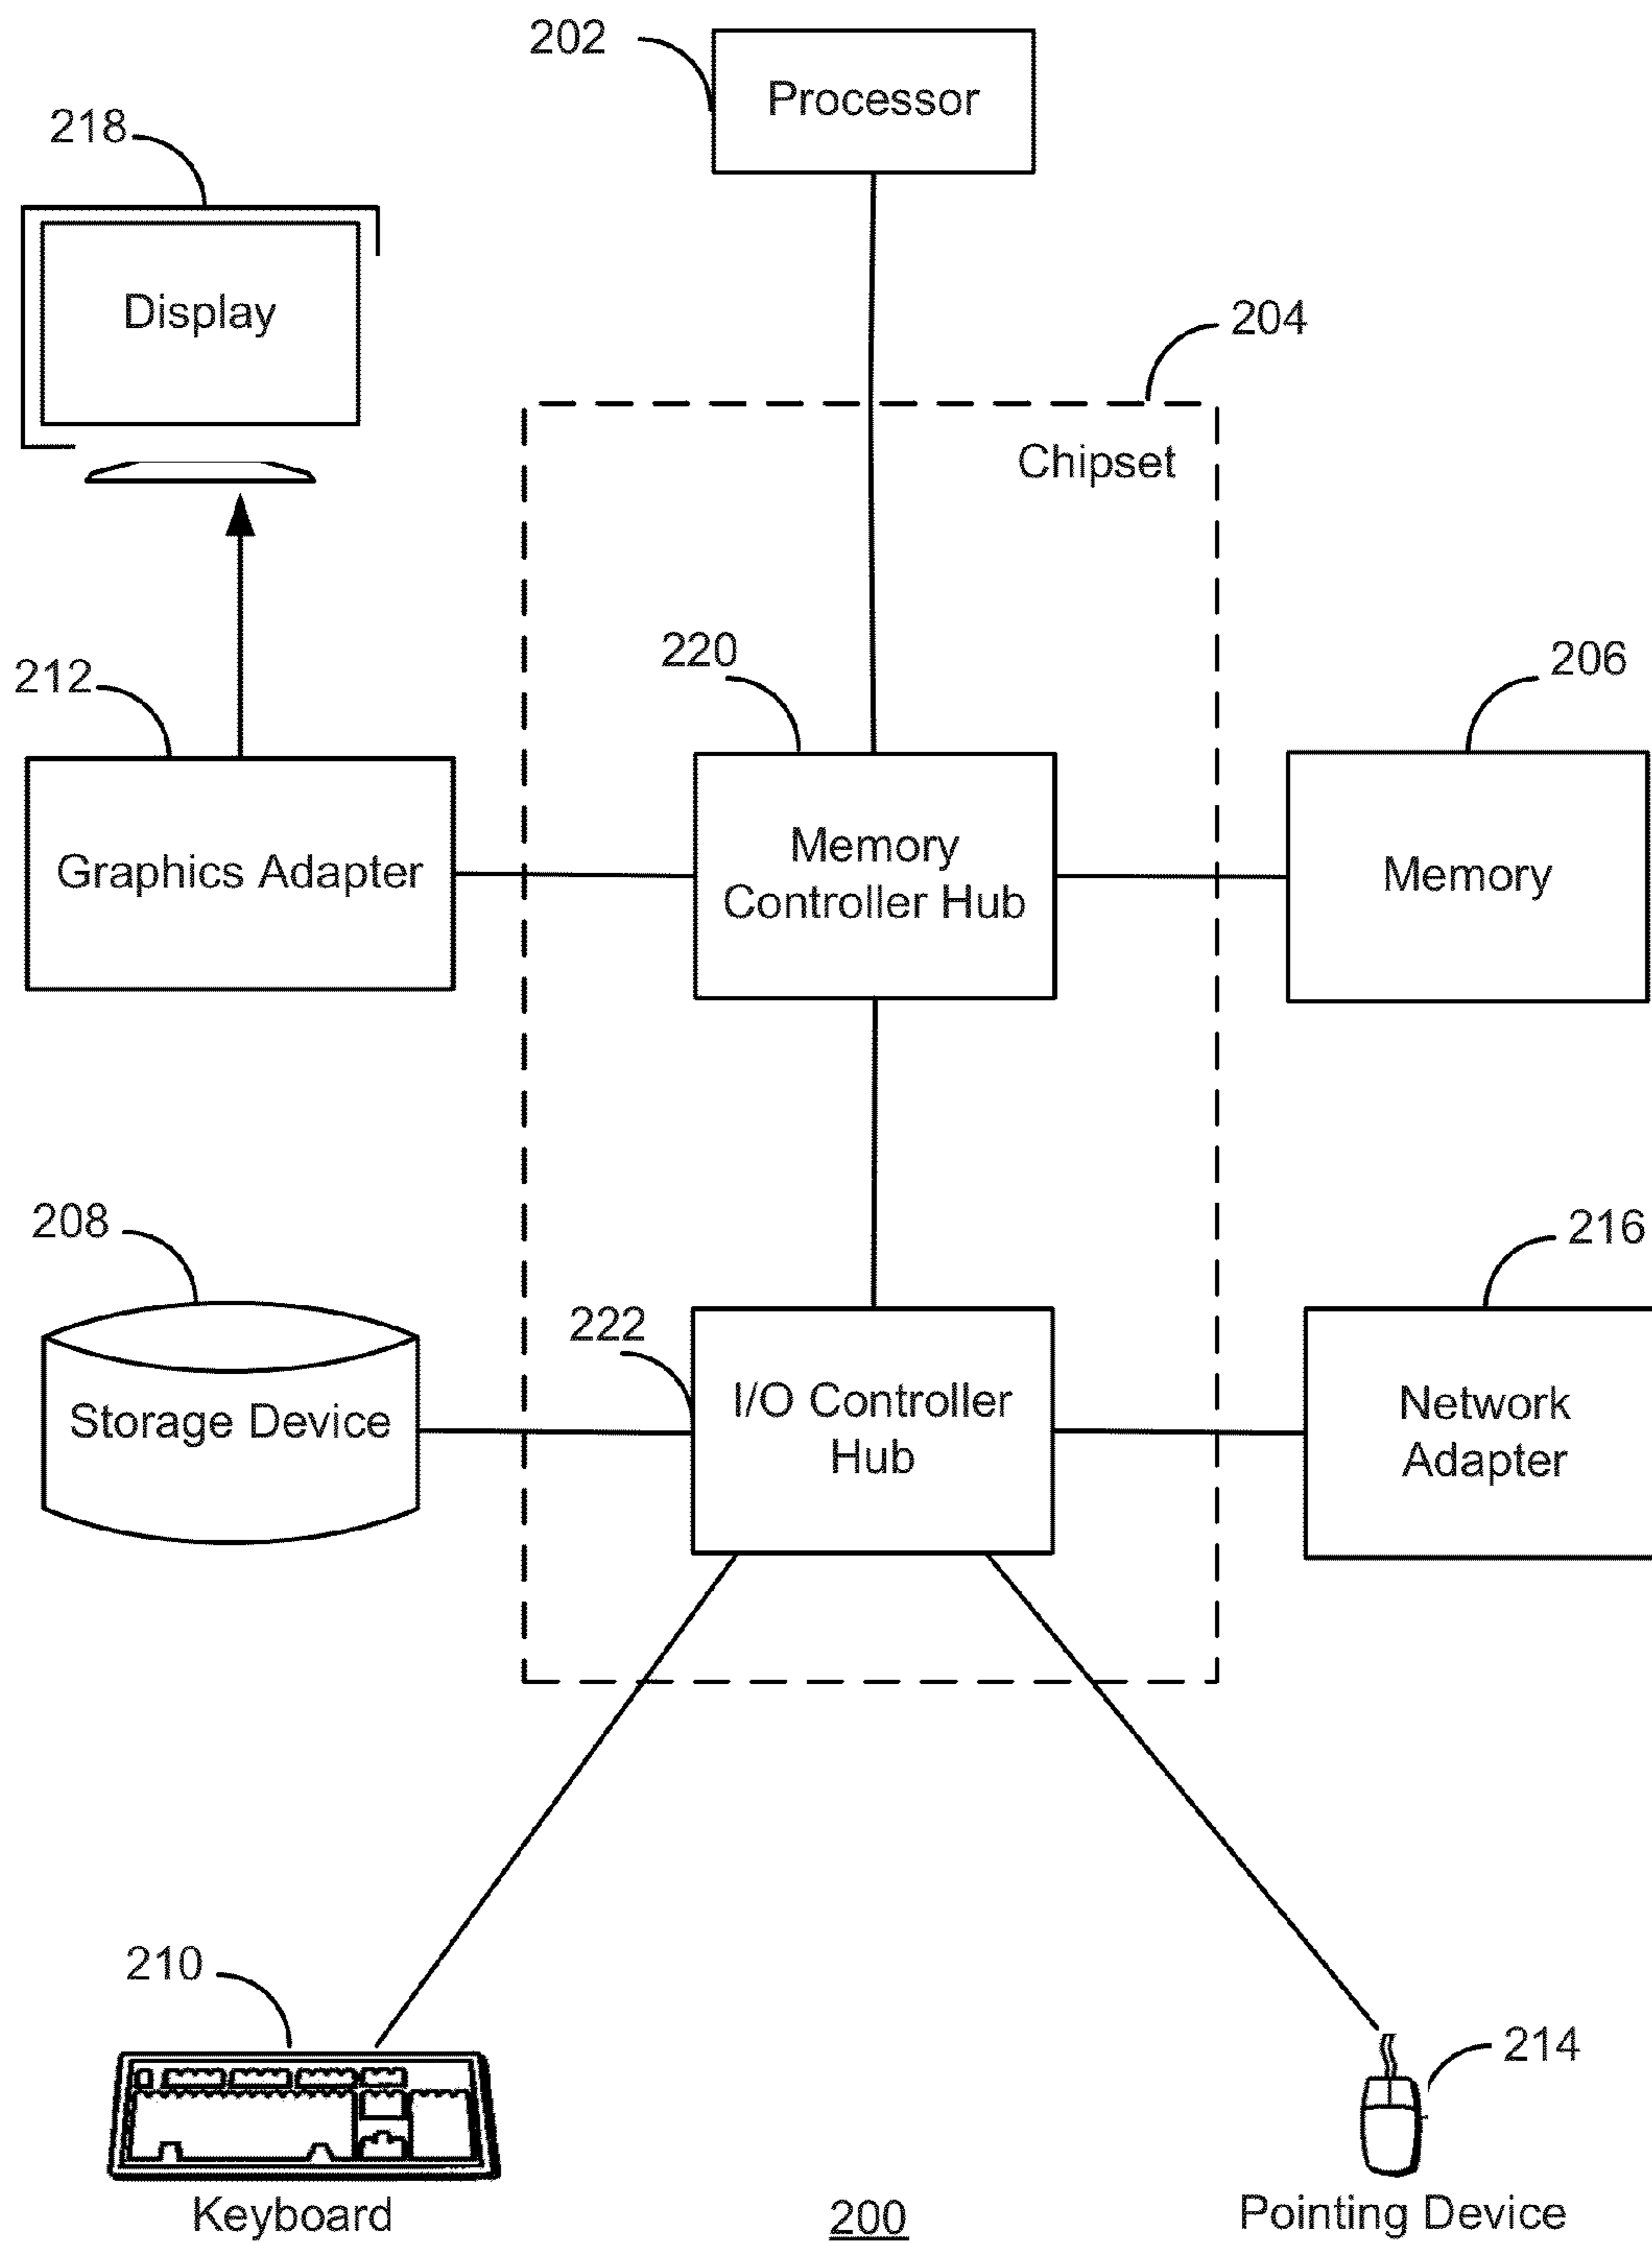 202
Processor
218
Display
204
Chipset
220
206
212
Memory
Controller Hub
Graphics Adapter
Memory
208
216
222
I/O Controller
Hub
Storage Device
Network
Adapter
210
214
Keyboard
200
Pointing Device